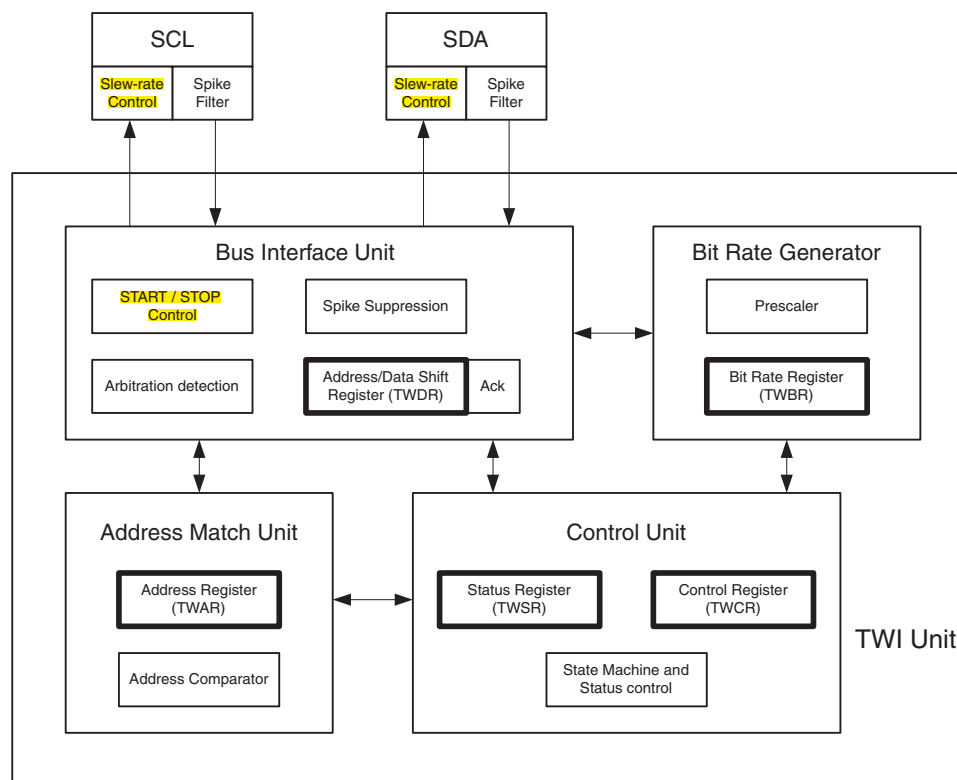 SCL
SDA
Slew-rate
Control
Spike
Filter
Slew-rate
Control
Spike
Filter
Bus Interface Unit
START / STOP
Control
Spike Suppression
Arbitration detection
Address/Data Shift
Register (TWDR)
Ack
Bit Rate Generator
Prescaler
Bit Rate Register
(TWBR)
Address Match Unit
Address Register
(TWAR)
Address Comparator
Control Unit
Status Register
(TWSR)
Control Register
(TWCR)
State Machine and
Status control
TWI Unit